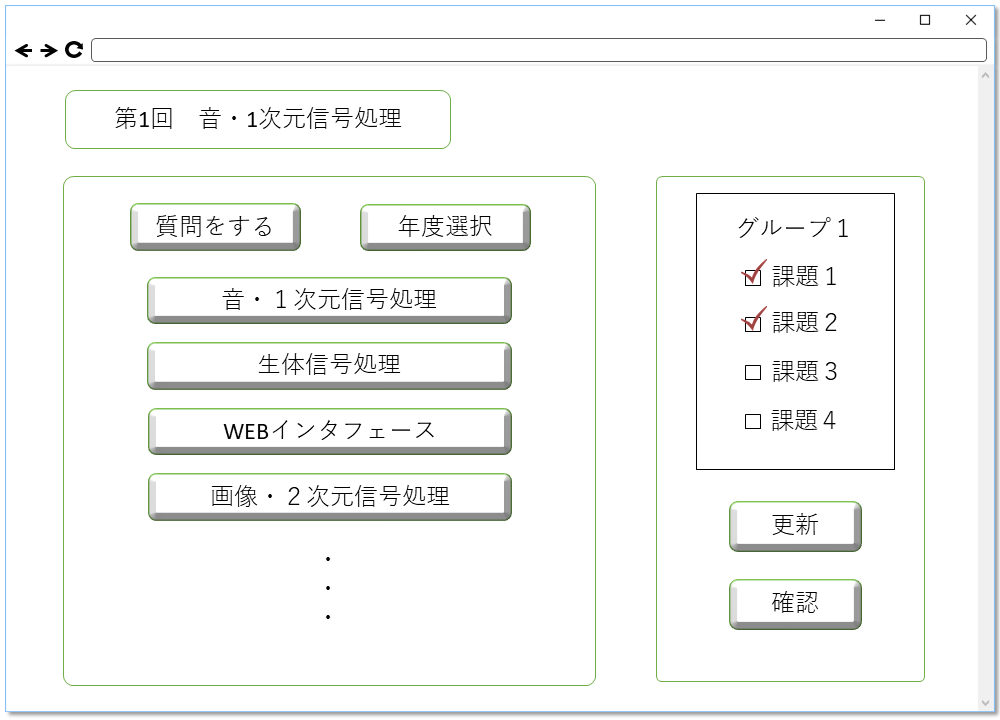 第1回　音・1次元信号処理
質問をする
年度選択
音・１次元信号処理
生体信号処理
WEBインタフェース
画像・２次元信号処理
・
・
・
グループ１
課題１
課題２
課題３
課題４
更新
確認